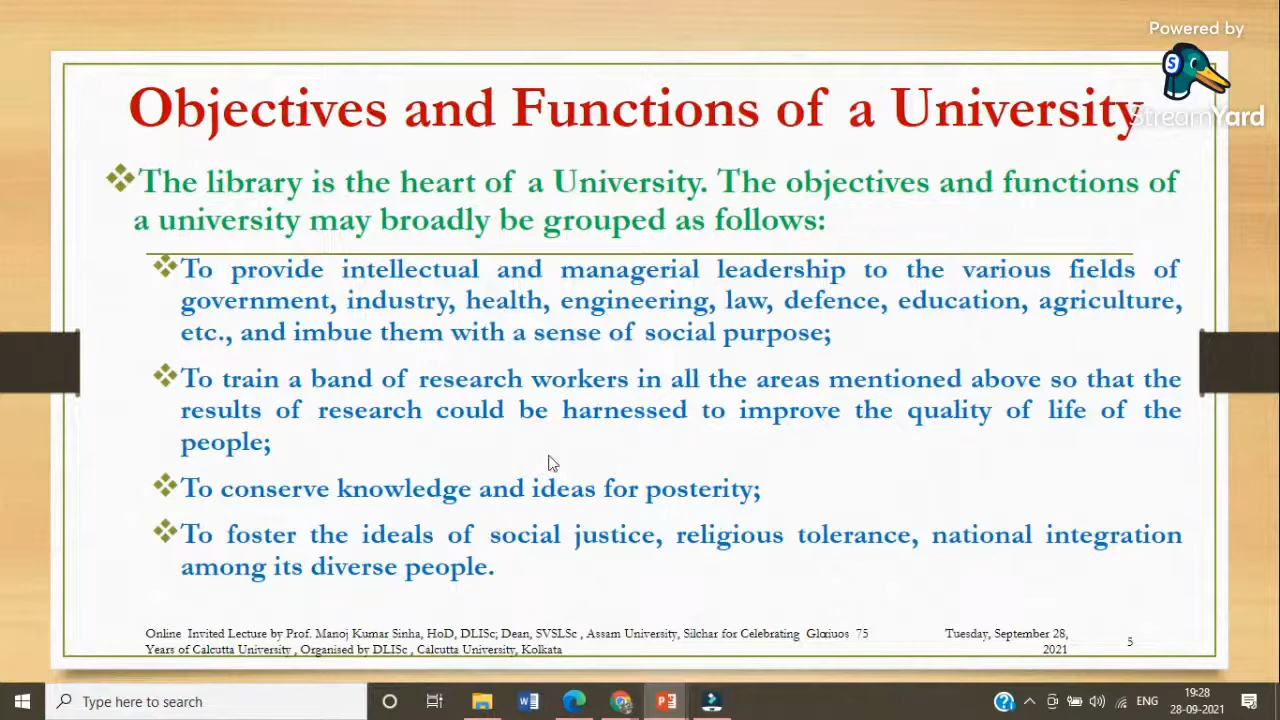 Powered by
StreamYard
Objectives and Functions of a University
The library is the heart of a University. The objectives and functions of
a university may broadly be grouped as follows:
To provide intellectual and managerial leadership to the various fields of
government, industry, health, engineering, law, defence, education, agriculture,
etc., and imbue them with a sense of social purpose;
To train a band of research workers in all the areas mentioned above so that the
results of research could be harnessed to improve the quality of life of the
people;
To conserve knowledge and ideas for posterity;
To foster the ideals of social justice, religious tolerance, national integration
among its diverse people.
Online Invited Lecture by Prof. Manoj Kumar Sinha, HoD, DLISc; Dean, SVSLSc , Assam University, Silchar for Celebrating Gloriuos 75
Years of Calcutta University , Organised by DLISc , Calcutta University, Kolkata
Tuesday, September 28,
2021
5
Type here to search
ENG
19:28
28-09-2021